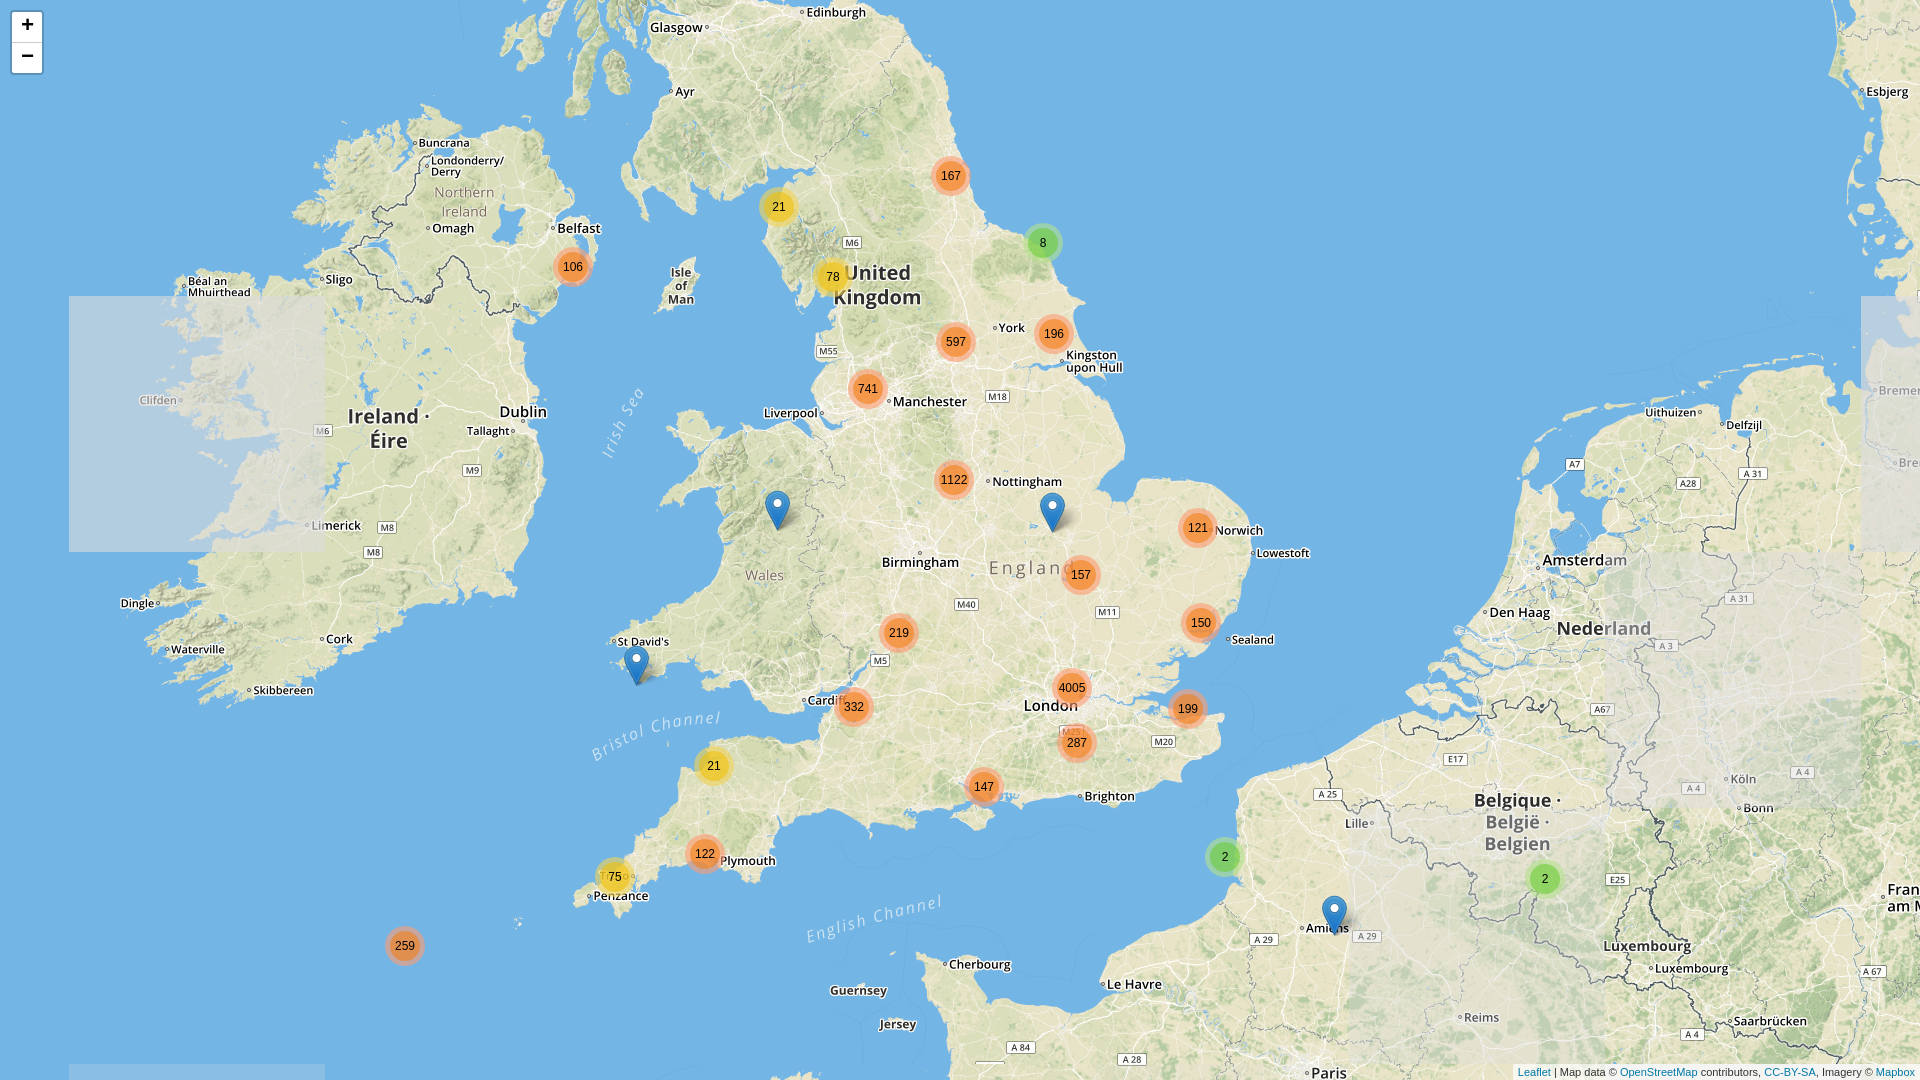 +
−
Edinburgh
Glasgow
Ayr
Esbjerg
Buncrana
Londonderry/
Derry
Northern
Ireland
Omagh
Belfast
167
21
8
M6
106
Isle
of
Man
78
United
Kingdom
Sligo
Béal an
Mhuirthead
York
196
597
M55
Kingston
upon Hull
741
M18
Manchester
Liverpool
Clifden
Ireland ·
Éire
M6
Dublin
Tallaght
M9
Irish Sea
Uithuizen
Delfzijl
A7
A 31
A28
1122
Nottingham
Limerick
M8
M8
121
Norwich
Lowestoft
Birmingham
England
157
Wales
Amsterdam
Den Haag
Nederland
A 31
A 3
M40
M11
150
Sealand
219
M5
Dingle
Cork
Waterville
Skibbereen
St David's
Cardiff
332
4005
London
199
M25
287
M20
A67
Bristol Channel
21
147
Brighton
E17
A 25
Köln
A 4
A 4
Bonn
Belgique ·
België ·
Belgien
Lille
122
Plymouth
75
Penzance
2
2
E25
English Channel
259
Amiens
A 29
A 29
Luxembourg
Luxembourg
A 67
Cherbourg
Le Havre
Guernsey
Jersey
Reims
Saarbrücken
A 4
A 84
A 28
Paris
Leaflet | Map data © OpenStreetMap contributors, CC-BY-SA, Imagery © Mapbox